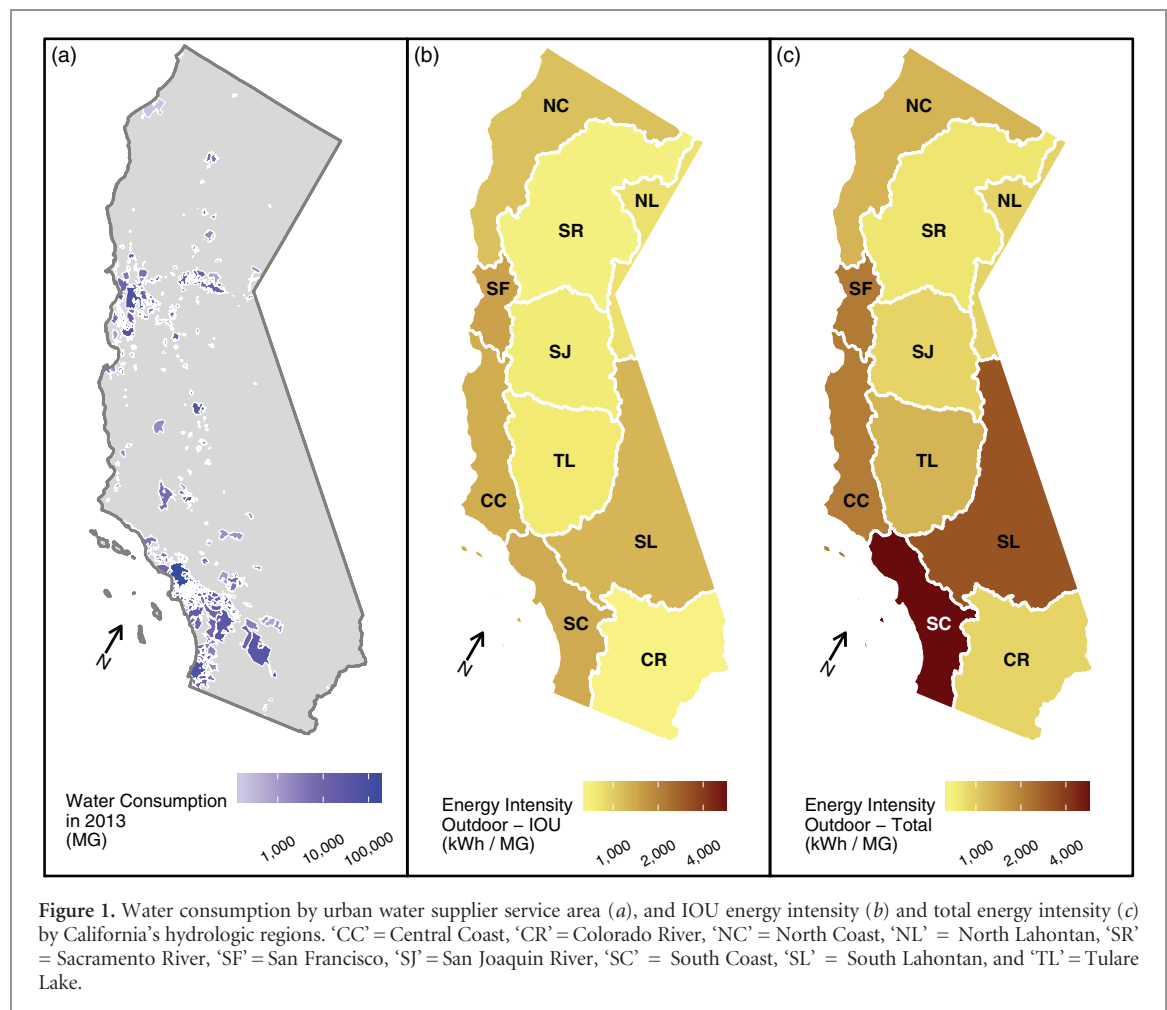 (a)
N
Water Consumption
in 2013
(MG)
1,000 10,000 100,000
(b)
NC
NL
SR
SF
SJ
TL
CC
SL
SC
CR
Energy Intensity
Outdoor – IOU
(kWh / MG)
1,000 2,000 4,000
(c)
NC
NL
SR
SF
SJ
TL
CC
SL
SC
CR
N
N
Energy Intensity
Outdoor – Total
(kWh / MG)
1,000 2,000 4,000
Figure 1. Water consumption by urban water supplier service area (a), and IOU energy intensity (b) and total energy intensity (c)
by California's hydrologic regions. ‘CC’ = Central Coast, ‘CR’ = Colorado River, ‘NC’ = North Coast, ‘NL’ = North Lahontan, ‘SR’
= Sacramento River, ‘SF’ = San Francisco, ‘SJ’ = San Joaquin River, ‘SC’ = South Coast, ‘SL’ = South Lahontan, and ‘TL’ = Tulare
Lake.